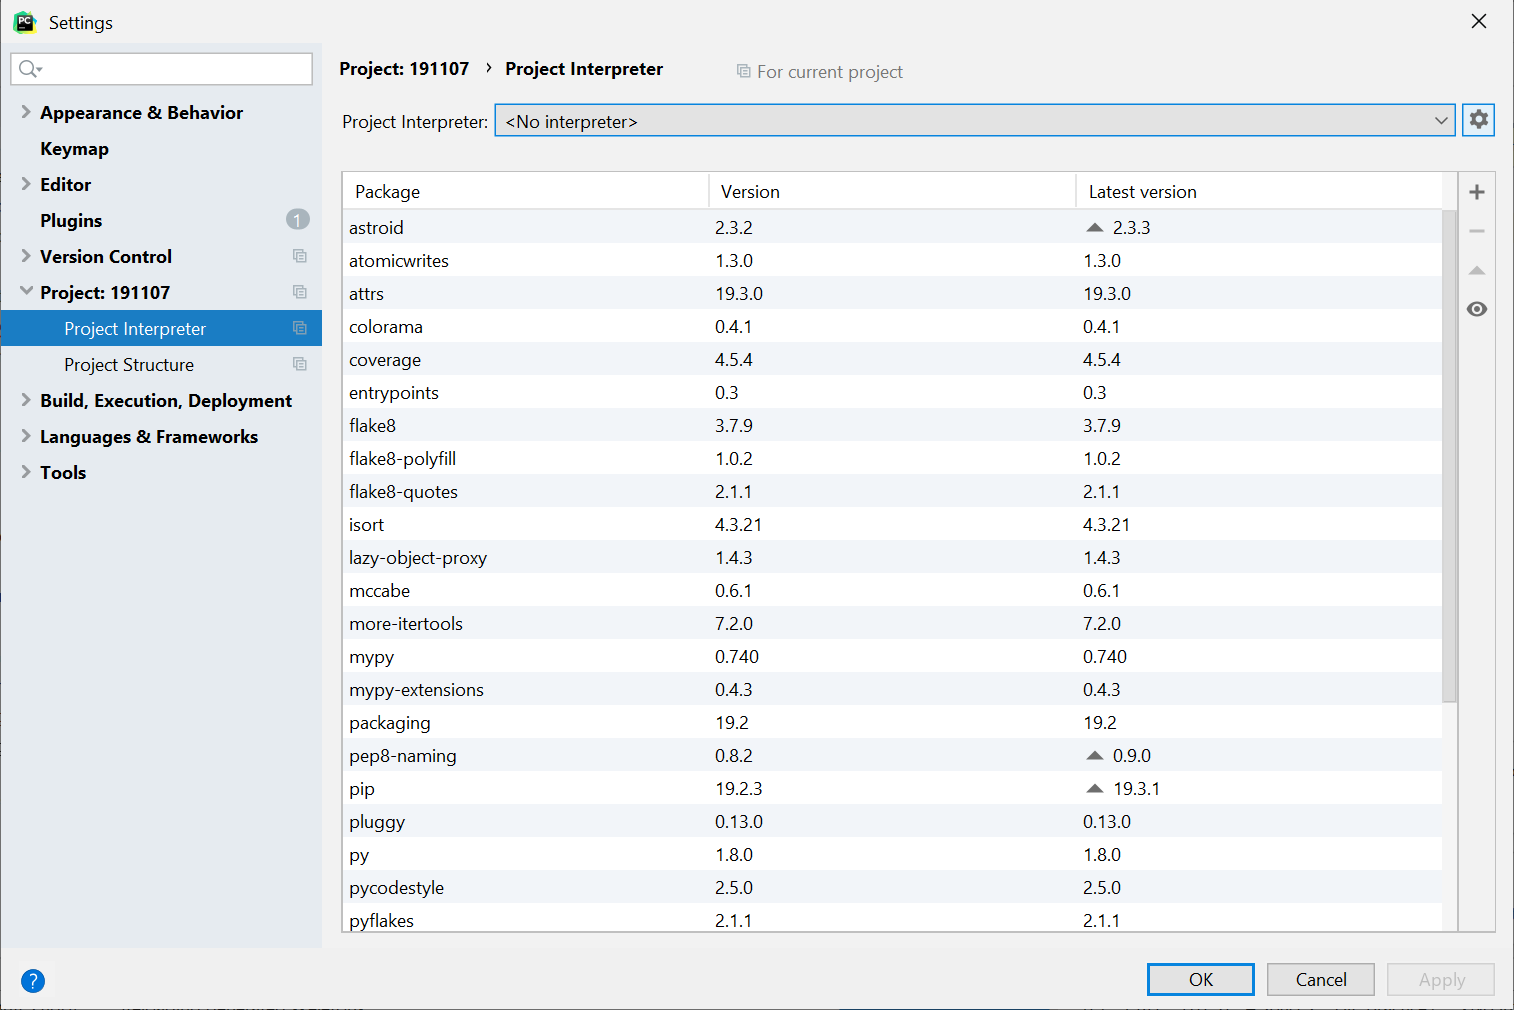 PC
Settings
Project: 191107 › Project Interpreter
For current project
Appearance & Behavior
Keymap
Editor
Plugins 1
Version Control
Project: 191107
Project Interpreter
Project Structure
Build, Execution, Deployment
Languages & Frameworks
Tools
Project Interpreter: <No interpreter>
Package Version Latest version
astroid 2.3.2 2.3.3
atomicwrites 1.3.0 1.3.0
attrs 19.3.0 19.3.0
colorama 0.4.1 0.4.1
coverage 4.5.4 4.5.4
entrypoints 0.3 0.3
flake8 3.7.9 3.7.9
flake8-polyfill 1.0.2 1.0.2
flake8-quotes 2.1.1 2.1.1
isort 4.3.21 4.3.21
lazy-object-proxy 1.4.3 1.4.3
mccabe 0.6.1 0.6.1
more-itertools 7.2.0 7.2.0
mypy 0.740 0.740
mypy-extensions 0.4.3 0.4.3
packaging 19.2 19.2
pep8-naming 0.8.2 0.9.0
pip 19.2.3 19.3.1
pluggy 0.13.0 0.13.0
py 1.8.0 1.8.0
pycodestyle 2.5.0 2.5.0
pyflakes 2.1.1 2.1.1
?
OK Cancel Apply